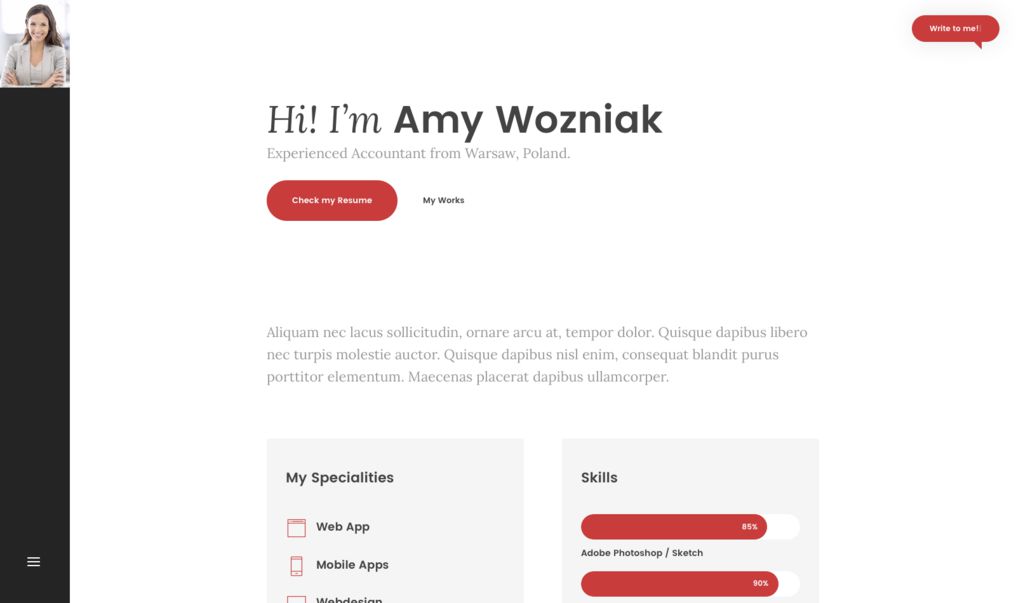 Write to me!
Hi! I’m Amy Wozniak
Experienced Accountant from Warsaw, Poland.
Check my Resume
My Works
Aliquam nec lacus sollicitudin, ornare arcu at, tempor dolor. Quisque dapibus libero
nec turpis molestie auctor. Quisque dapibus nisl enim, consequat blandit purus
porttitor elementum. Maecenas placerat dapibus ullamcorper.
My Specialities
Web App
Mobile Apps
Webdesign
Skills
85%
Adobe Photoshop / Sketch
90%